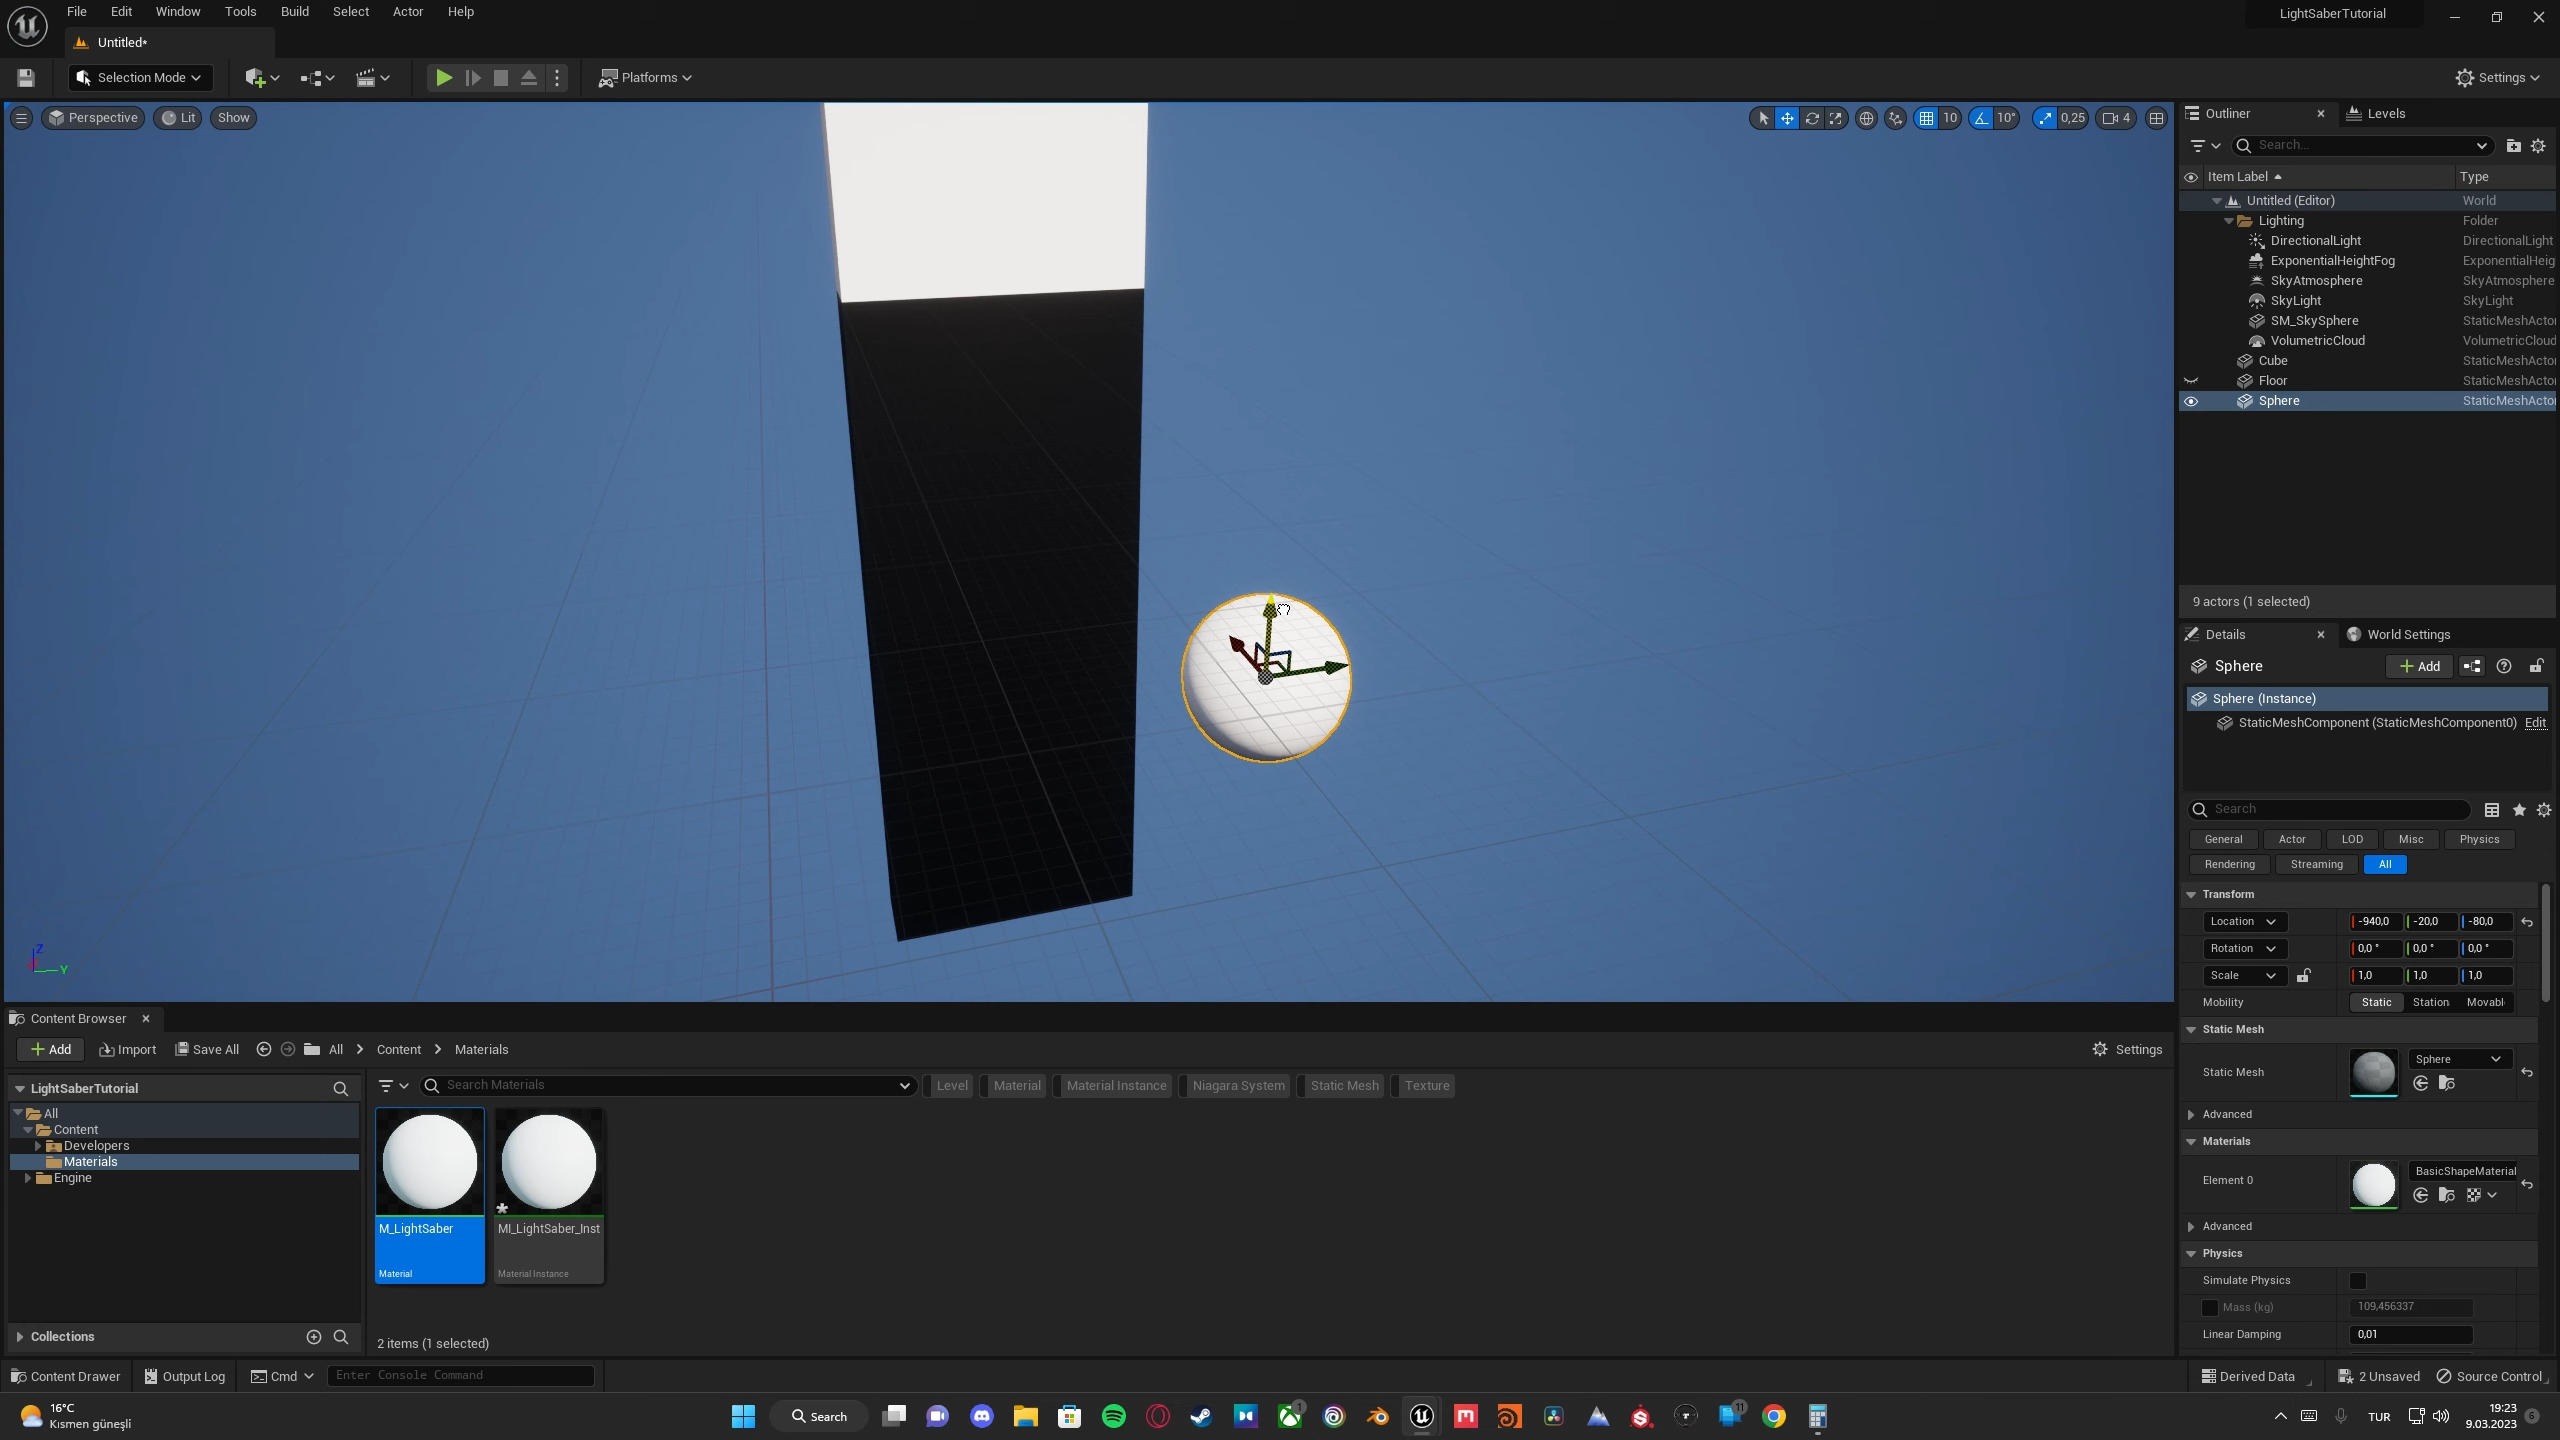 File Edit Window Tools Build Select Actor Help
LightSaberTutorial
Untitled*
Selection Mode
Platforms
Settings
Perspective Lit Show
10 10° 0,25 4
Z
Y
Outliner Levels
Search...
Item Label Type
Untitled (Editor) World
Lighting Folder
DirectionalLight DirectionalLight
ExponentialHeightFog ExponentialHeig
SkyAtmosphere SkyAtmosphere
SkyLight SkyLight
SM_SkySphere StaticMeshActo
VolumetricCloud VolumetricCloud
Cube StaticMeshActo
Floor StaticMeshActo
Sphere StaticMeshActo
9 actors (1 selected)
Details World Settings
Sphere Add
Sphere (Instance)
StaticMeshComponent (StaticMeshComponent0) Edit
Search
General Actor LOD Misc Physics
Rendering Streaming All
Transform
Location -940,0 -20,0 -80,0
Rotation 0,0 ° 0,0 ° 0,0 °
Scale 1,0 1,0 1,0
Mobility Static Station Movabl
Static Mesh
Static Mesh Sphere
Advanced
Materials
Element 0 BasicShapeMaterial
Advanced
Physics
Simulate Physics
Mass (kg) 109,456337
Linear Damping 0,01
Content Browser
Add Import Save All All Content Materials Settings
LightSaberTutorial
All
Content
Developers
Materials
Engine
Collections
Search Materials Level Material Material Instance Niagara System Static Mesh Texture
M_LightSaber
Material
MI_LightSaber_Inst
Material Instance
2 items (1 selected)
Content Drawer Output Log Cmd Enter Console Command Derived Data 2 Unsaved Source Control
16°C
Kısmen güneşli
Search
1
11
TUR
19:23
9.03.2023
6